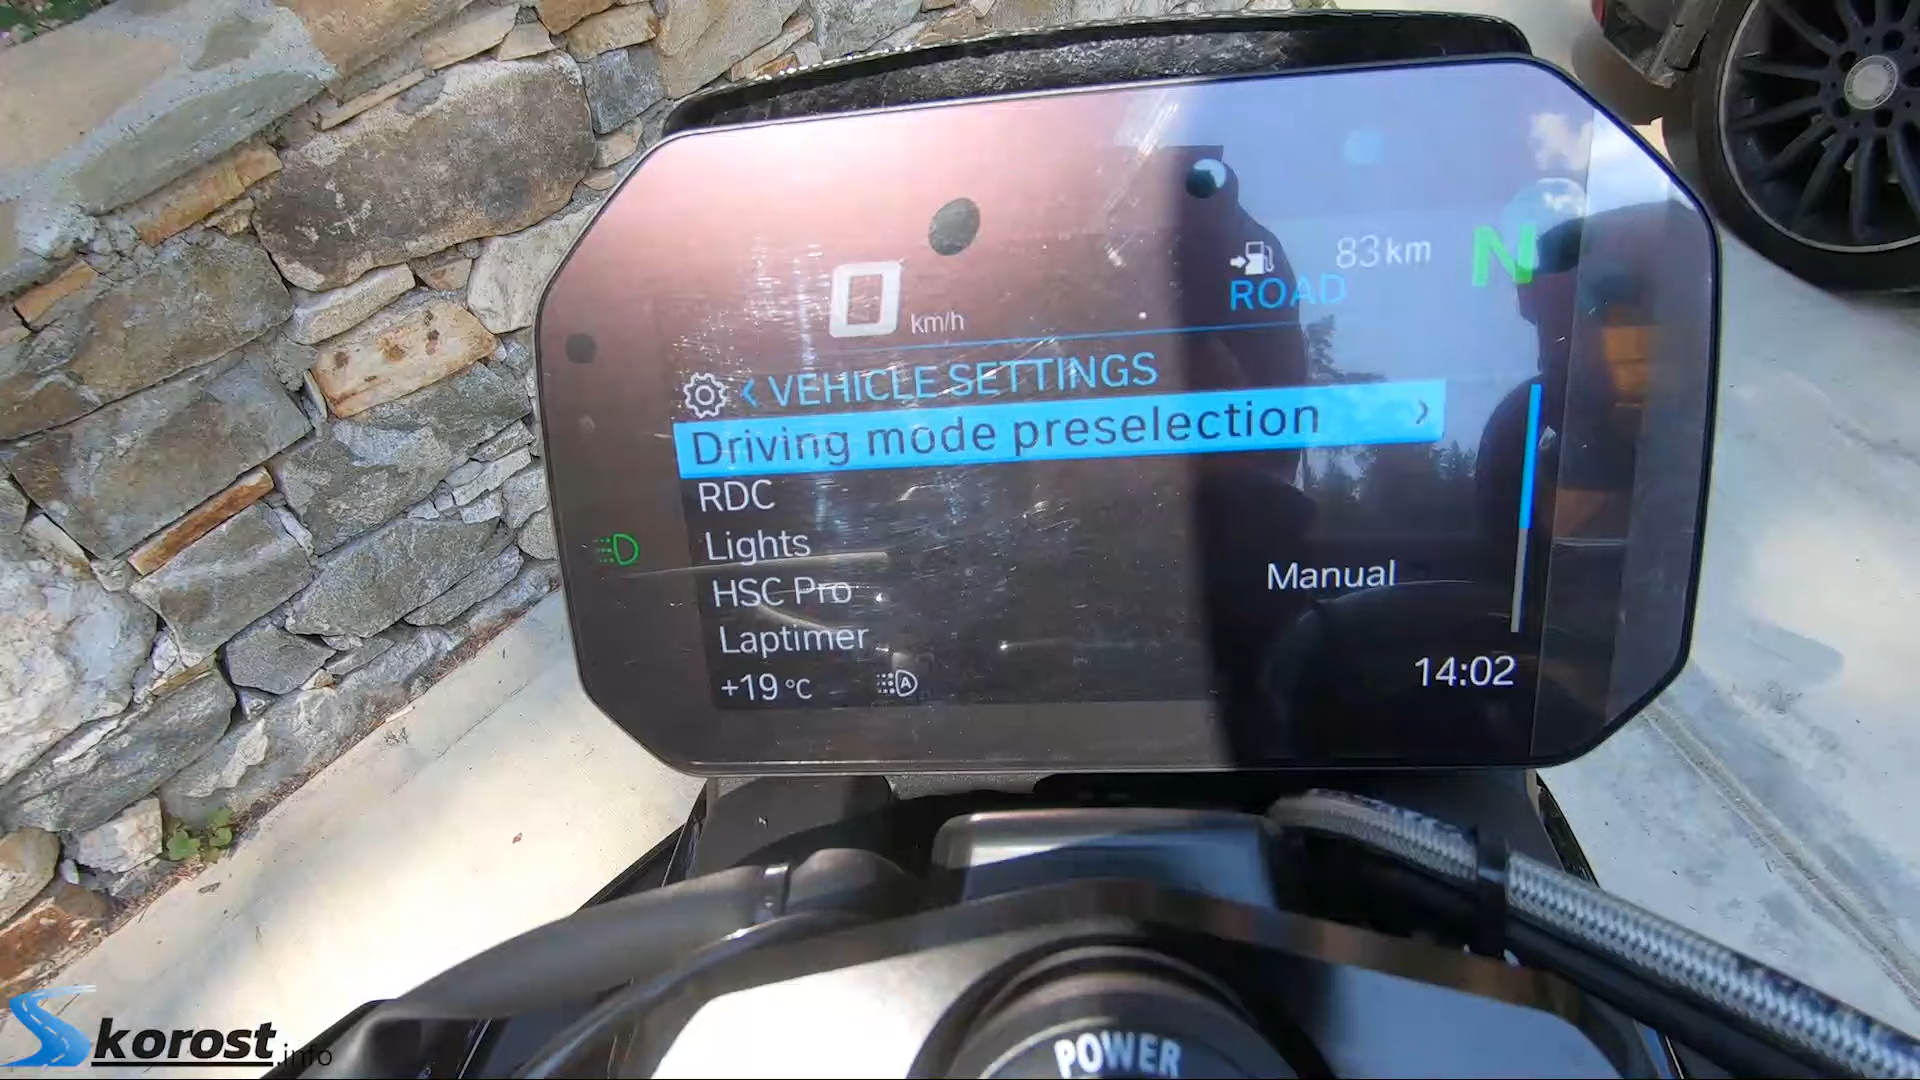 0 km/h
83 km
N
ROAD
VEHICLE SETTINGS
Driving mode preselection
RDC
Lights
HSC Pro
Manual
Laptimer
+19 °C
A
14:02
POWER
Skorost.info